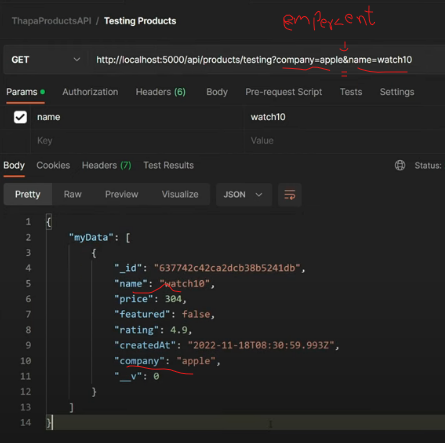 ThapaProductsAPI / Testing Products
emPercent
GET http://localhost:5000/api/products/testing?company=apple&name=watch10
Params Authorization Headers (6) Body Pre-request Script Tests Settings
name watch10
Key Value
Body Cookies Headers (7) Test Results Status:
Pretty Raw Preview Visualize JSON
1 {
2 "myData": [
3 {
4 "_id": "637742c42ca2dcb38b5241db",
5 "name": "watch10",
6 "price": 304,
7 "featured": false,
8 "rating": 4.9,
9 "createdAt": "2022-11-18T08:30:59.993Z",
10 "company": "apple",
11 "__v": 0
12 }
13 ]
14 }